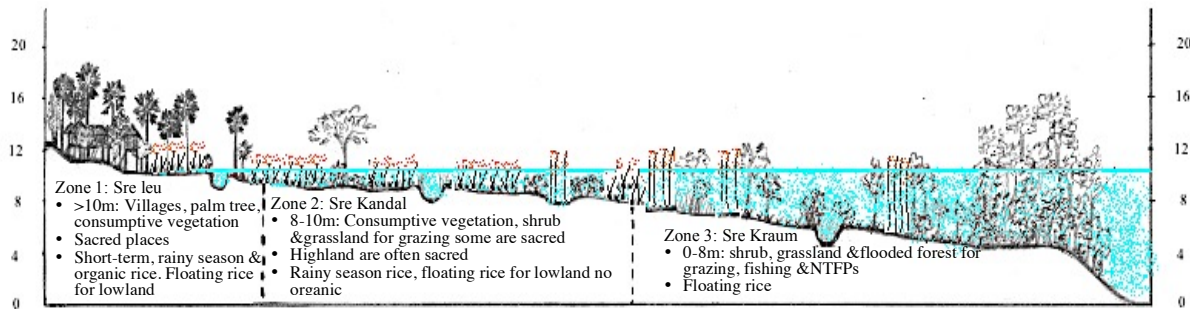 20
16
12
8
4
0
Zone 1: Sre leu
• >10m: Villages, palm tree,
consumptive vegetation
• Sacred places
• Short-term, rainy season &
organic rice. Floating rice
for lowland
Zone 2: Sre Kandal
• 8-10m: Consumptive vegetation, shrub
&grassland for grazing some are sacred
• Highland are often sacred
• Rainy season rice, floating rice for lowland no
organic
Zone 3: Sre Kraum
• 0-8m: shrub, grassland &flooded forest for
grazing, fishing &NTFPs
• Floating rice
20
16
12
8
4
0